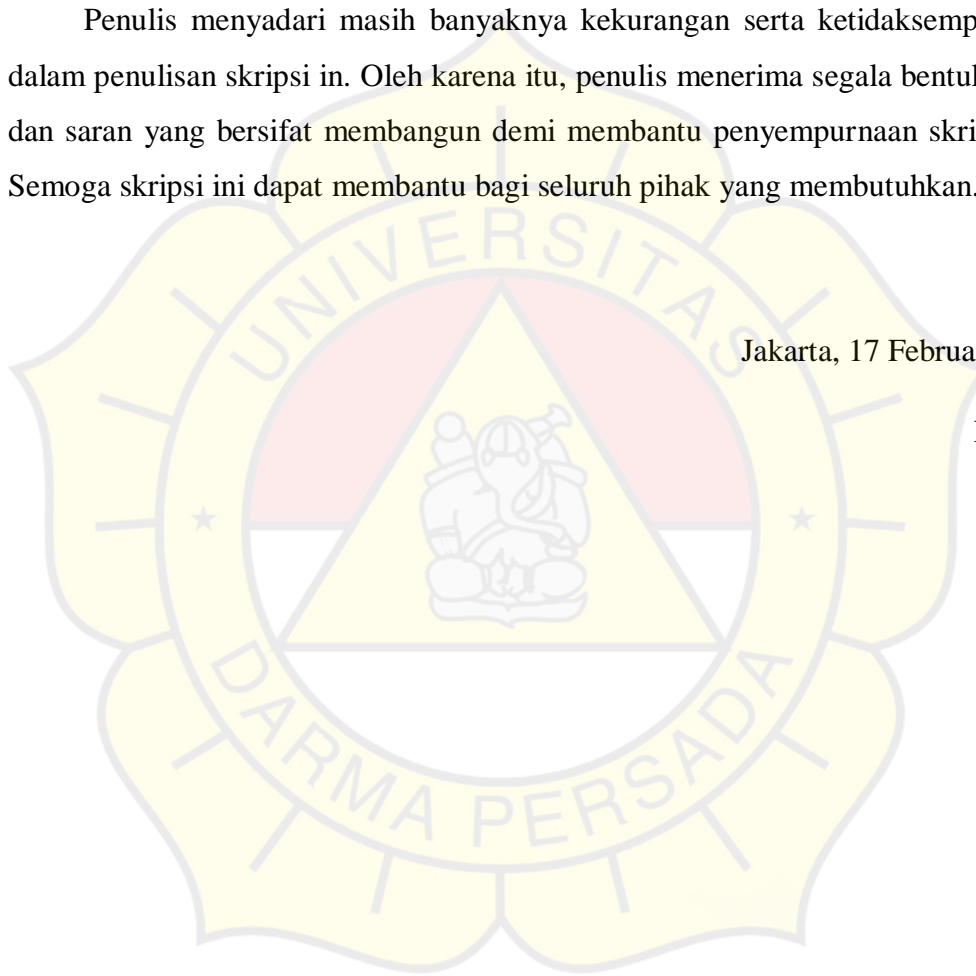 Penulis menyadari masih banyaknya kekurangan serta ketidaksemp
dalam penulisan skripsi in. Oleh karena itu, penulis menerima segala bentuk
dan saran yang bersifat membangun demi membantu penyempurnaan skri
Semoga skripsi ini dapat membantu bagi seluruh pihak yang membutuhkan.
UNIVERSITAS
Jakarta, 17 Februa
DARMA PERSADA